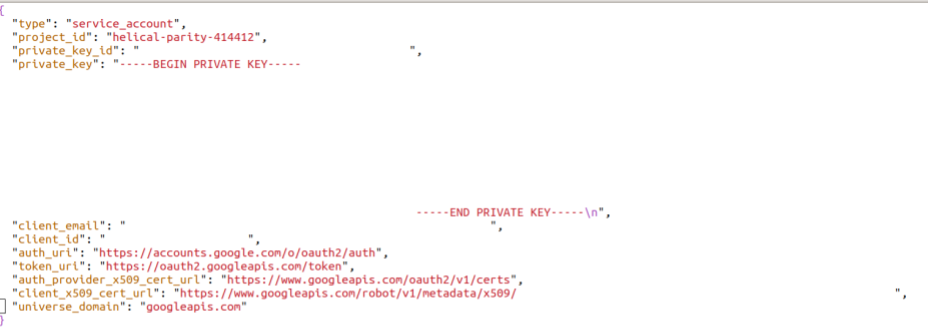 {
"type": "service_account",
"project_id": "helical-parity-414412",
"private_key_id": " ",
"private_key": "-----BEGIN PRIVATE KEY-----
-----END PRIVATE KEY-----\n",
"client_email": " ",
"client_id": " ",
"auth_uri": "https://accounts.google.com/o/oauth2/auth",
"token_uri": "https://oauth2.googleapis.com/token",
"auth_provider_x509_cert_url": "https://www.googleapis.com/oauth2/v1/certs",
"client_x509_cert_url": "https://www.googleapis.com/robot/v1/metadata/x509/ ",
"universe_domain": "googleapis.com"
}